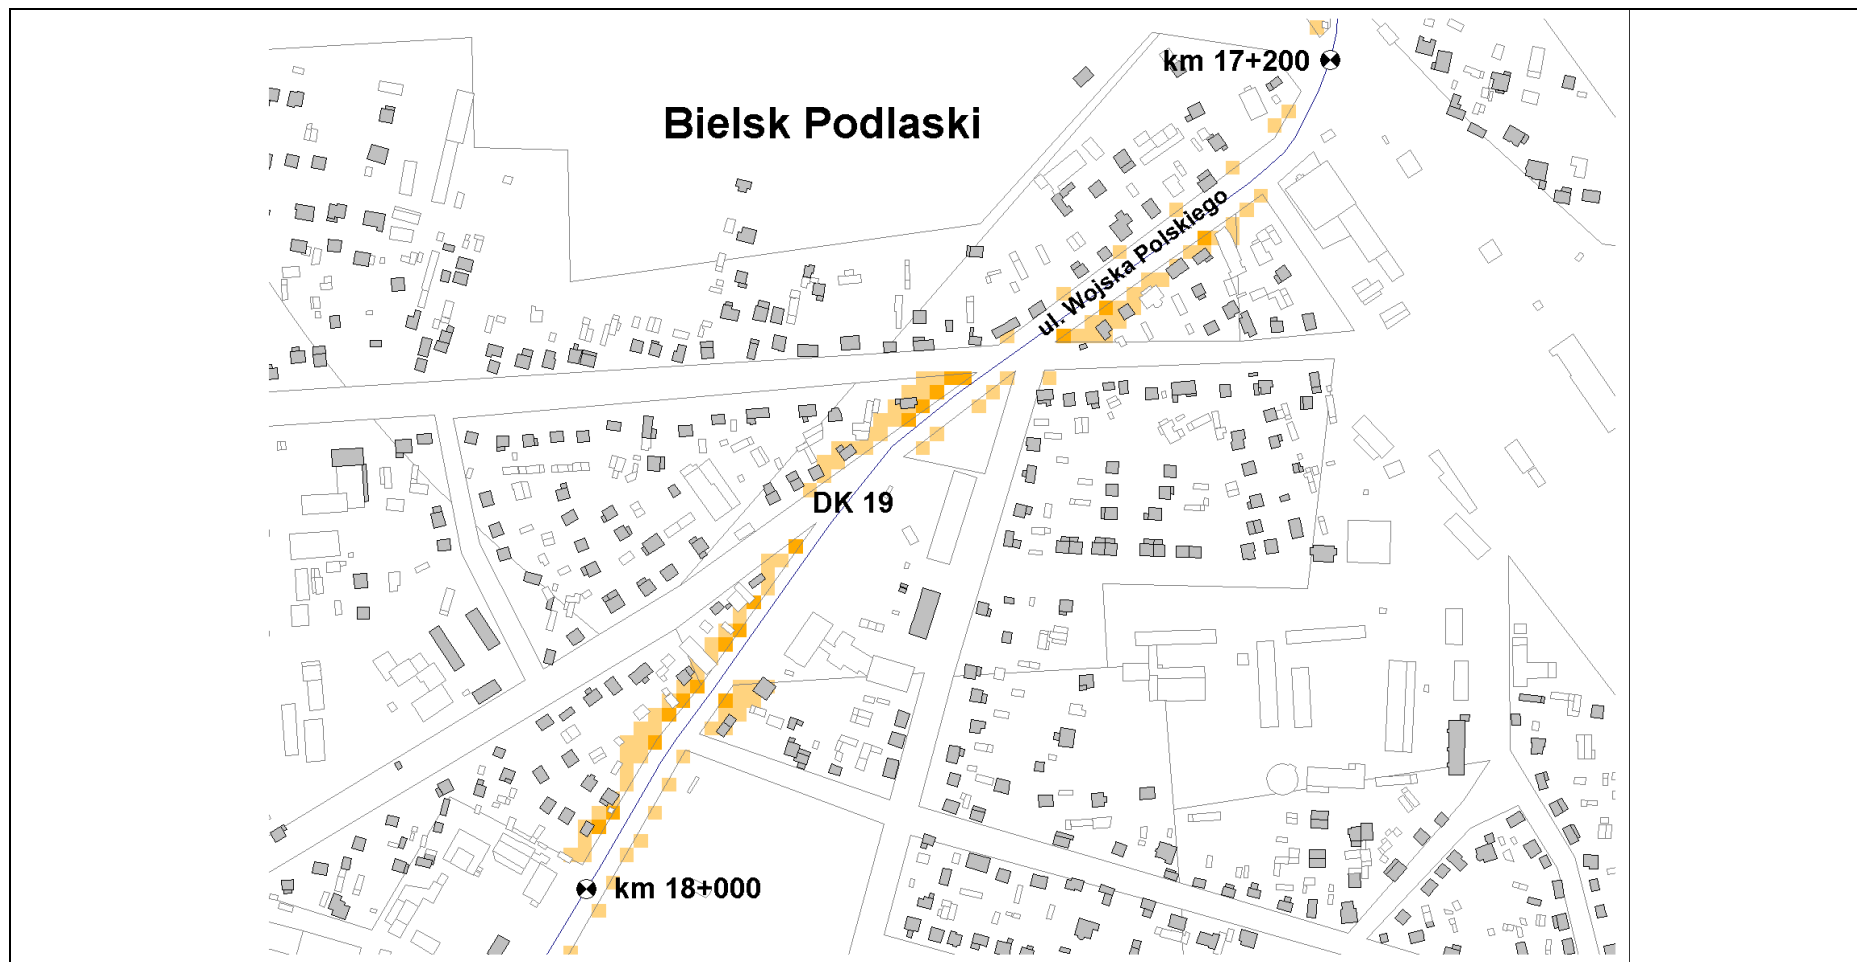 km 17+200
Bielsk Podlaski
ul. Wojska Polskiego
DK 19
km 18+000